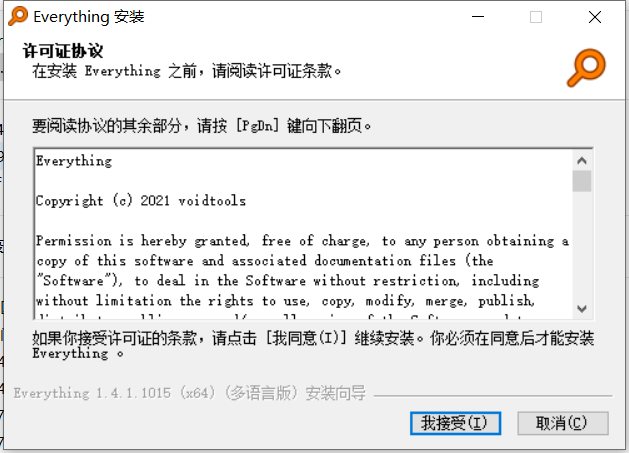 Everything 安装
许可证协议
在安装 Everything 之前，请阅读许可证条款。
要阅读协议的其余部分，请按 [PgDn] 键向下翻页。
Everything
Copyright (c) 2021 voidtools
Permission is hereby granted, free of charge, to any person obtaining a
copy of this software and associated documentation files (the
"Software"), to deal in the Software without restriction, including
without limitation the rights to use, copy, modify, merge, publish,
如果你接受许可证的条款，请点击 [我同意(I)] 继续安装。你必须在同意后才能安装
Everything 。
Everything 1.4.1.1015 (x64) (多语言版) 安装向导
我接受(I)
取消(C)